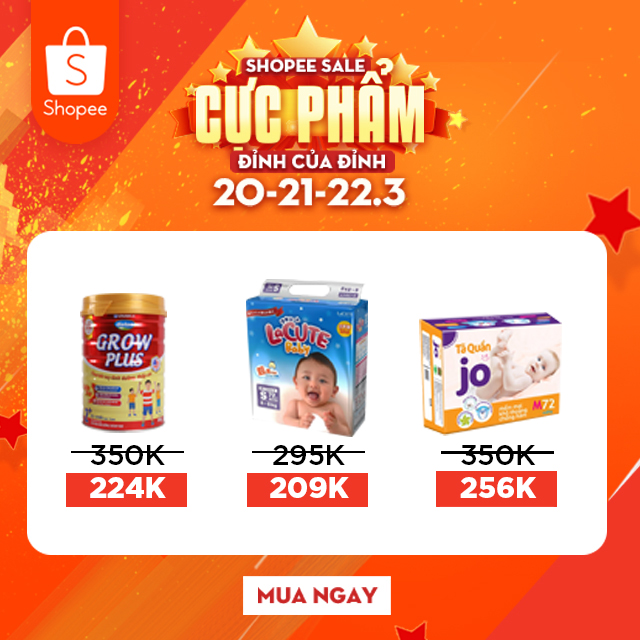 Shopee
SHOPEE SALE
CỰC PHẨM
ĐỈNH CỦA ĐỈNH
20-21-22.3
GROW
PLUS
LACUTE
Baby
S
Tã Quần
jo
M72
350K
224K
295K
209K
350K
256K
MUA NGAY